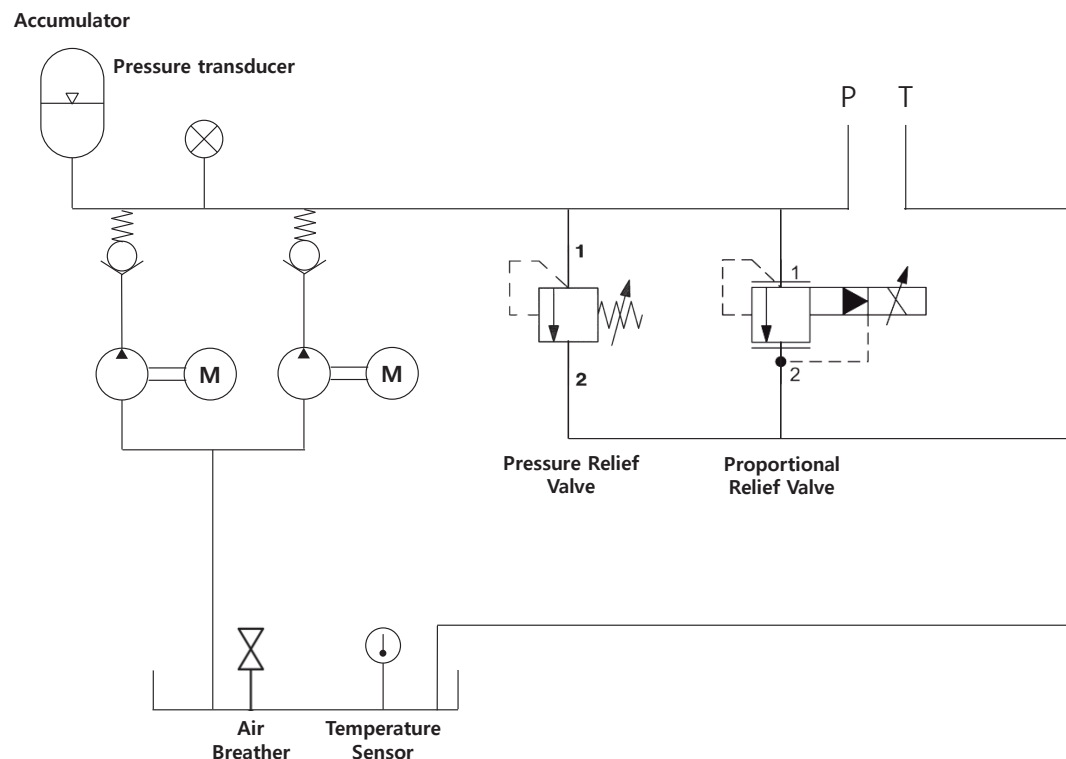 Accumulator
Pressure transducer
P T
1
1
M
M
2
2
Pressure Relief
Valve
Proportional
Relief Valve
Air
Breather
Temperature
Sensor